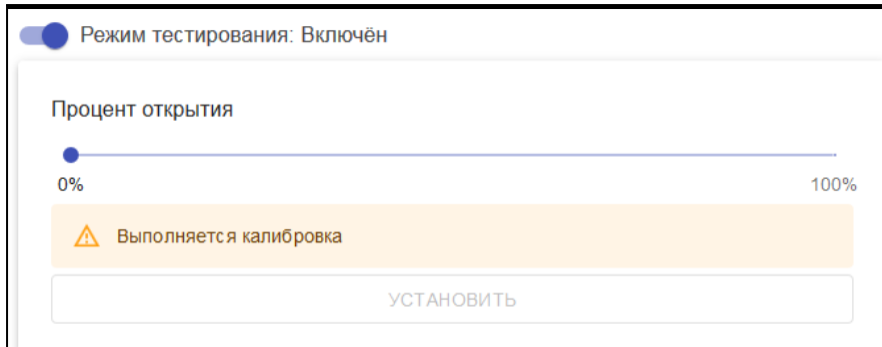 Режим тестирования: Включён
Процент открытия
0% 100%
Выполняется калибровка
УСТАНОВИТЬ